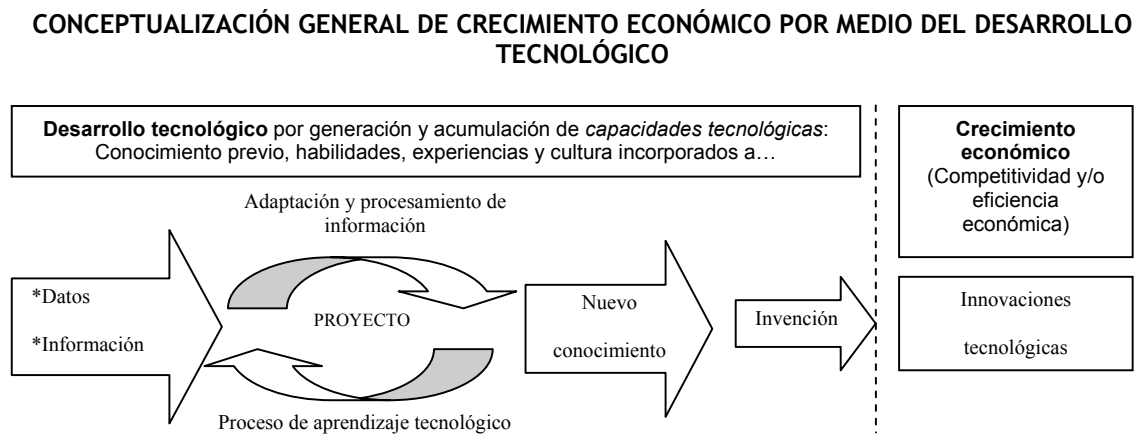 CONCEPTUALIZACIÓN GENERAL DE CRECIMIENTO ECONÓMICO POR MEDIO DEL DESARROLLO
TECNOLÓGICO
Desarrollo tecnológico por generación y acumulación de capacidades tecnológicas:
Conocimiento previo, habilidades, experiencias y cultura incorporados a…
Crecimiento
económico
(Competitividad y/o
eficiencia
económica)
Adaptación y procesamiento de
información
*Datos
*Información
PROYECTO
Nuevo
conocimiento
Invención
Innovaciones
tecnológicas
Proceso de aprendizaje tecnológico